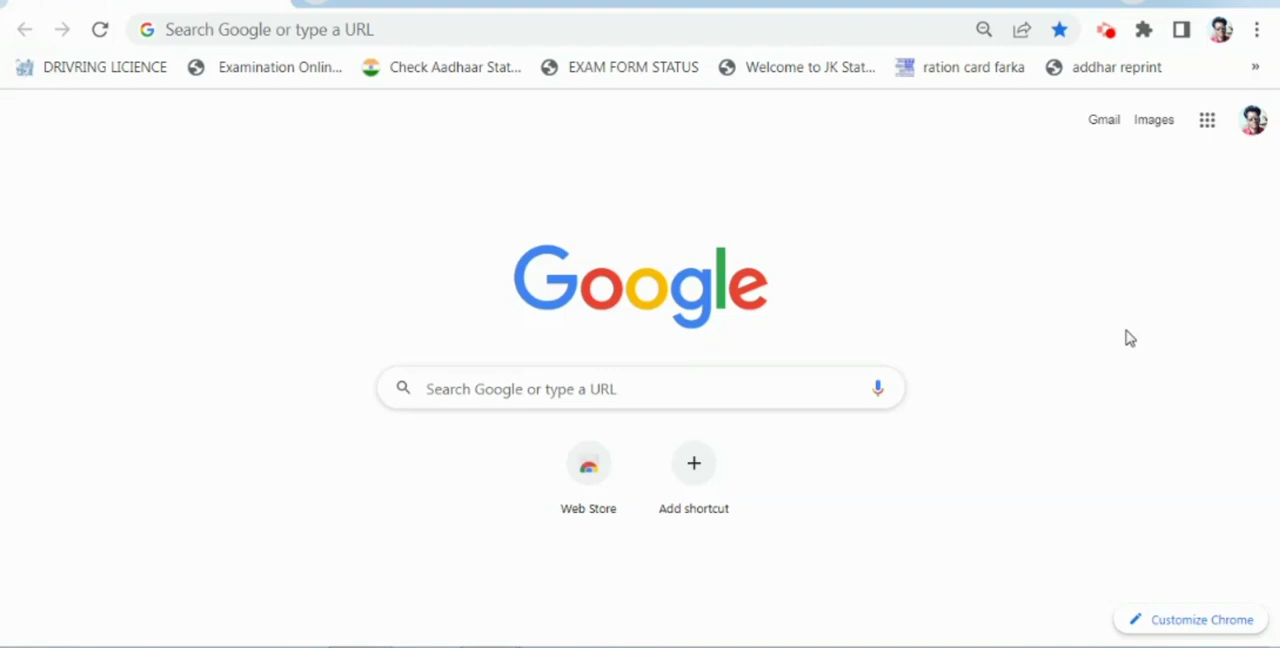 Search Google or type a URL
DRIVRING LICIENCE Examination Onlin... Check Aadhaar Stat... EXAM FORM STATUS Welcome to JK Stat... ration card farka addhar reprint »
Gmail Images
Google
Search Google or type a URL
Web Store Add shortcut
Customize Chrome